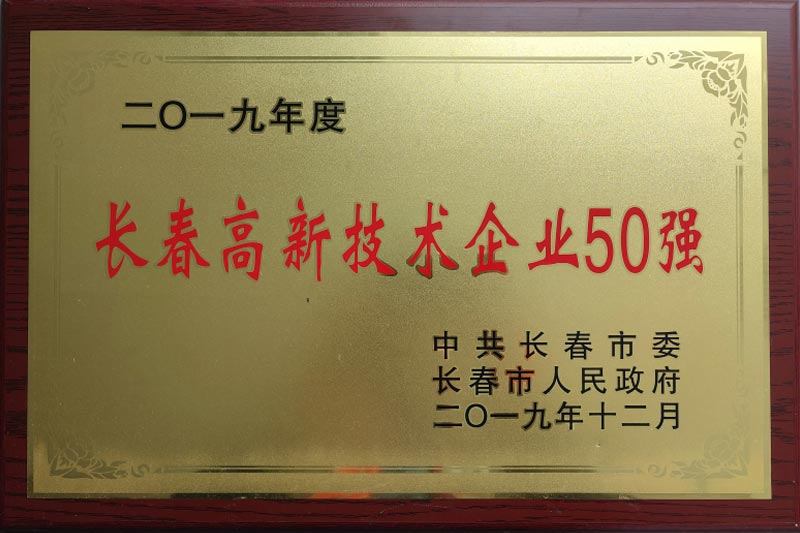 二〇一九年度
长春高新技术企业50强
中共长春市委
长春市人民政府
二〇一九年十二月